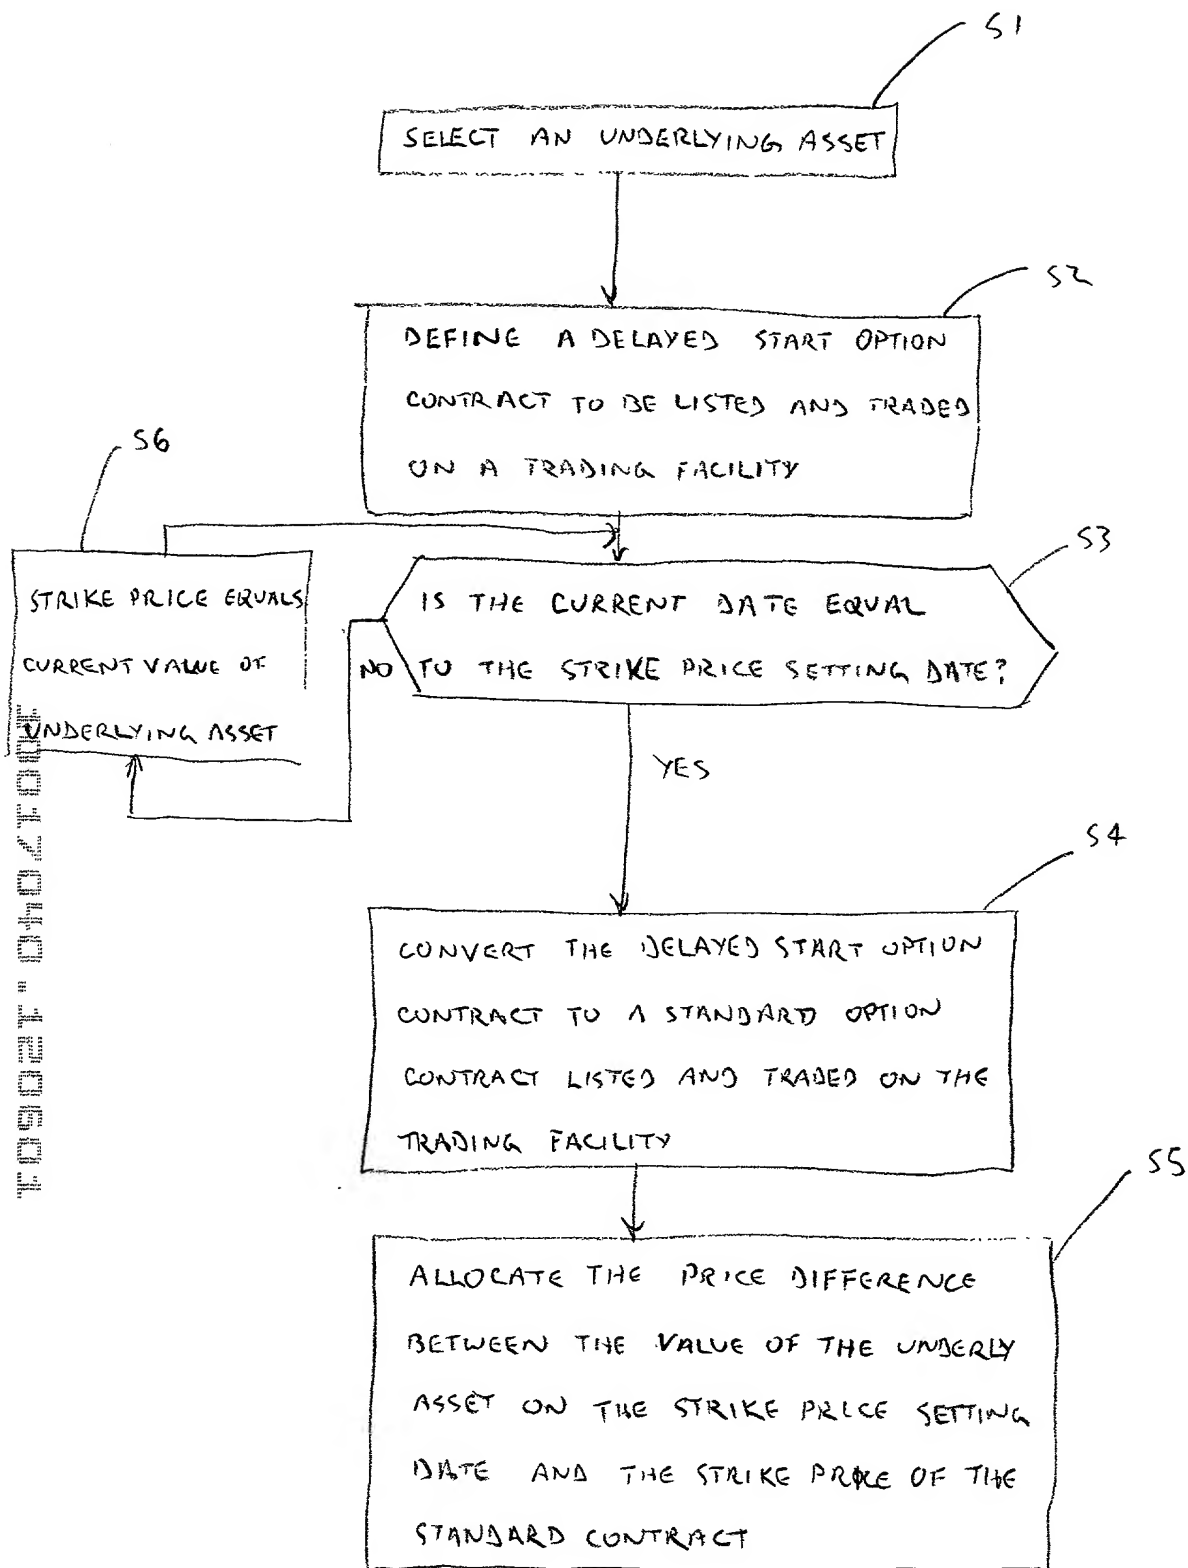 S1
SELECT AN UNDERLYING ASSET
S2
DEFINE A DELAYED START OPTION
CONTRACT TO BE LISTED AND TRADED
ON A TRADING FACILITY
S6
STRIKE PRICE EQUALS
CURRENT VALUE OF
UNDERLYING ASSET
S3
IS THE CURRENT DATE EQUAL
TO THE STRIKE PRICE SETTING DATE?
NO
YES
S4
CONVERT THE DELAYED START OPTION
CONTRACT TO A STANDARD OPTION
CONTRACT LISTED AND TRADED ON THE
TRADING FACILITY
S5
ALLOCATE THE PRICE DIFFERENCE
BETWEEN THE VALUE OF THE UNDERLY
ASSET ON THE STRIKE PRICE SETTING
DATE AND THE STRIKE PRICE OF THE
STANDARD CONTRACT